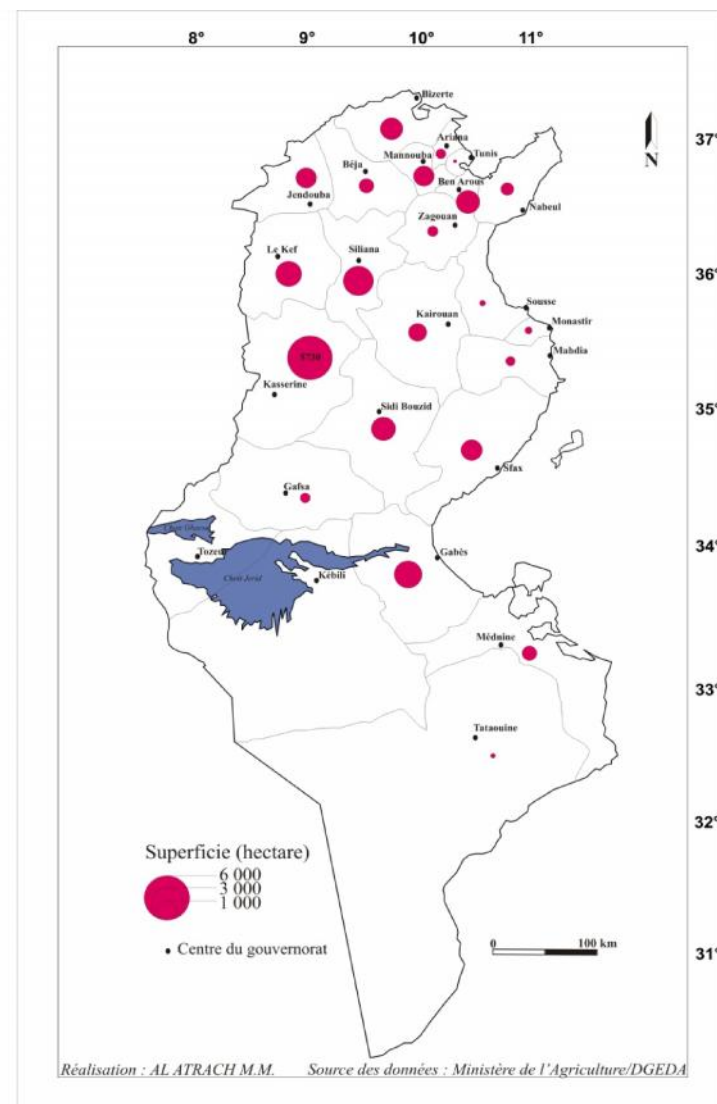 8° 9° 10° 11°
Bizerte
37°
Ariana
Tunis
N
Mannouba
Béja
Ben Arous
Jendouba
Nabeul
Zagouan
Le Kef
Siliana
36°
Sousse
Kairouan
Monastir
Mahdia
Kasserine
35°
Sidi Bouzid
Sfax
Gafsa
34°
Gabès
Chott Jerid
Kébili
Médnine
33°
Tataouine
32°
Superficie (hectare)
6 000
3 000
1 000
Centre du gouvernorat
0 100 km
31°
Réalisation : AL ATRACH M.M. Source des données : Ministère de l'Agriculture/DGEDA